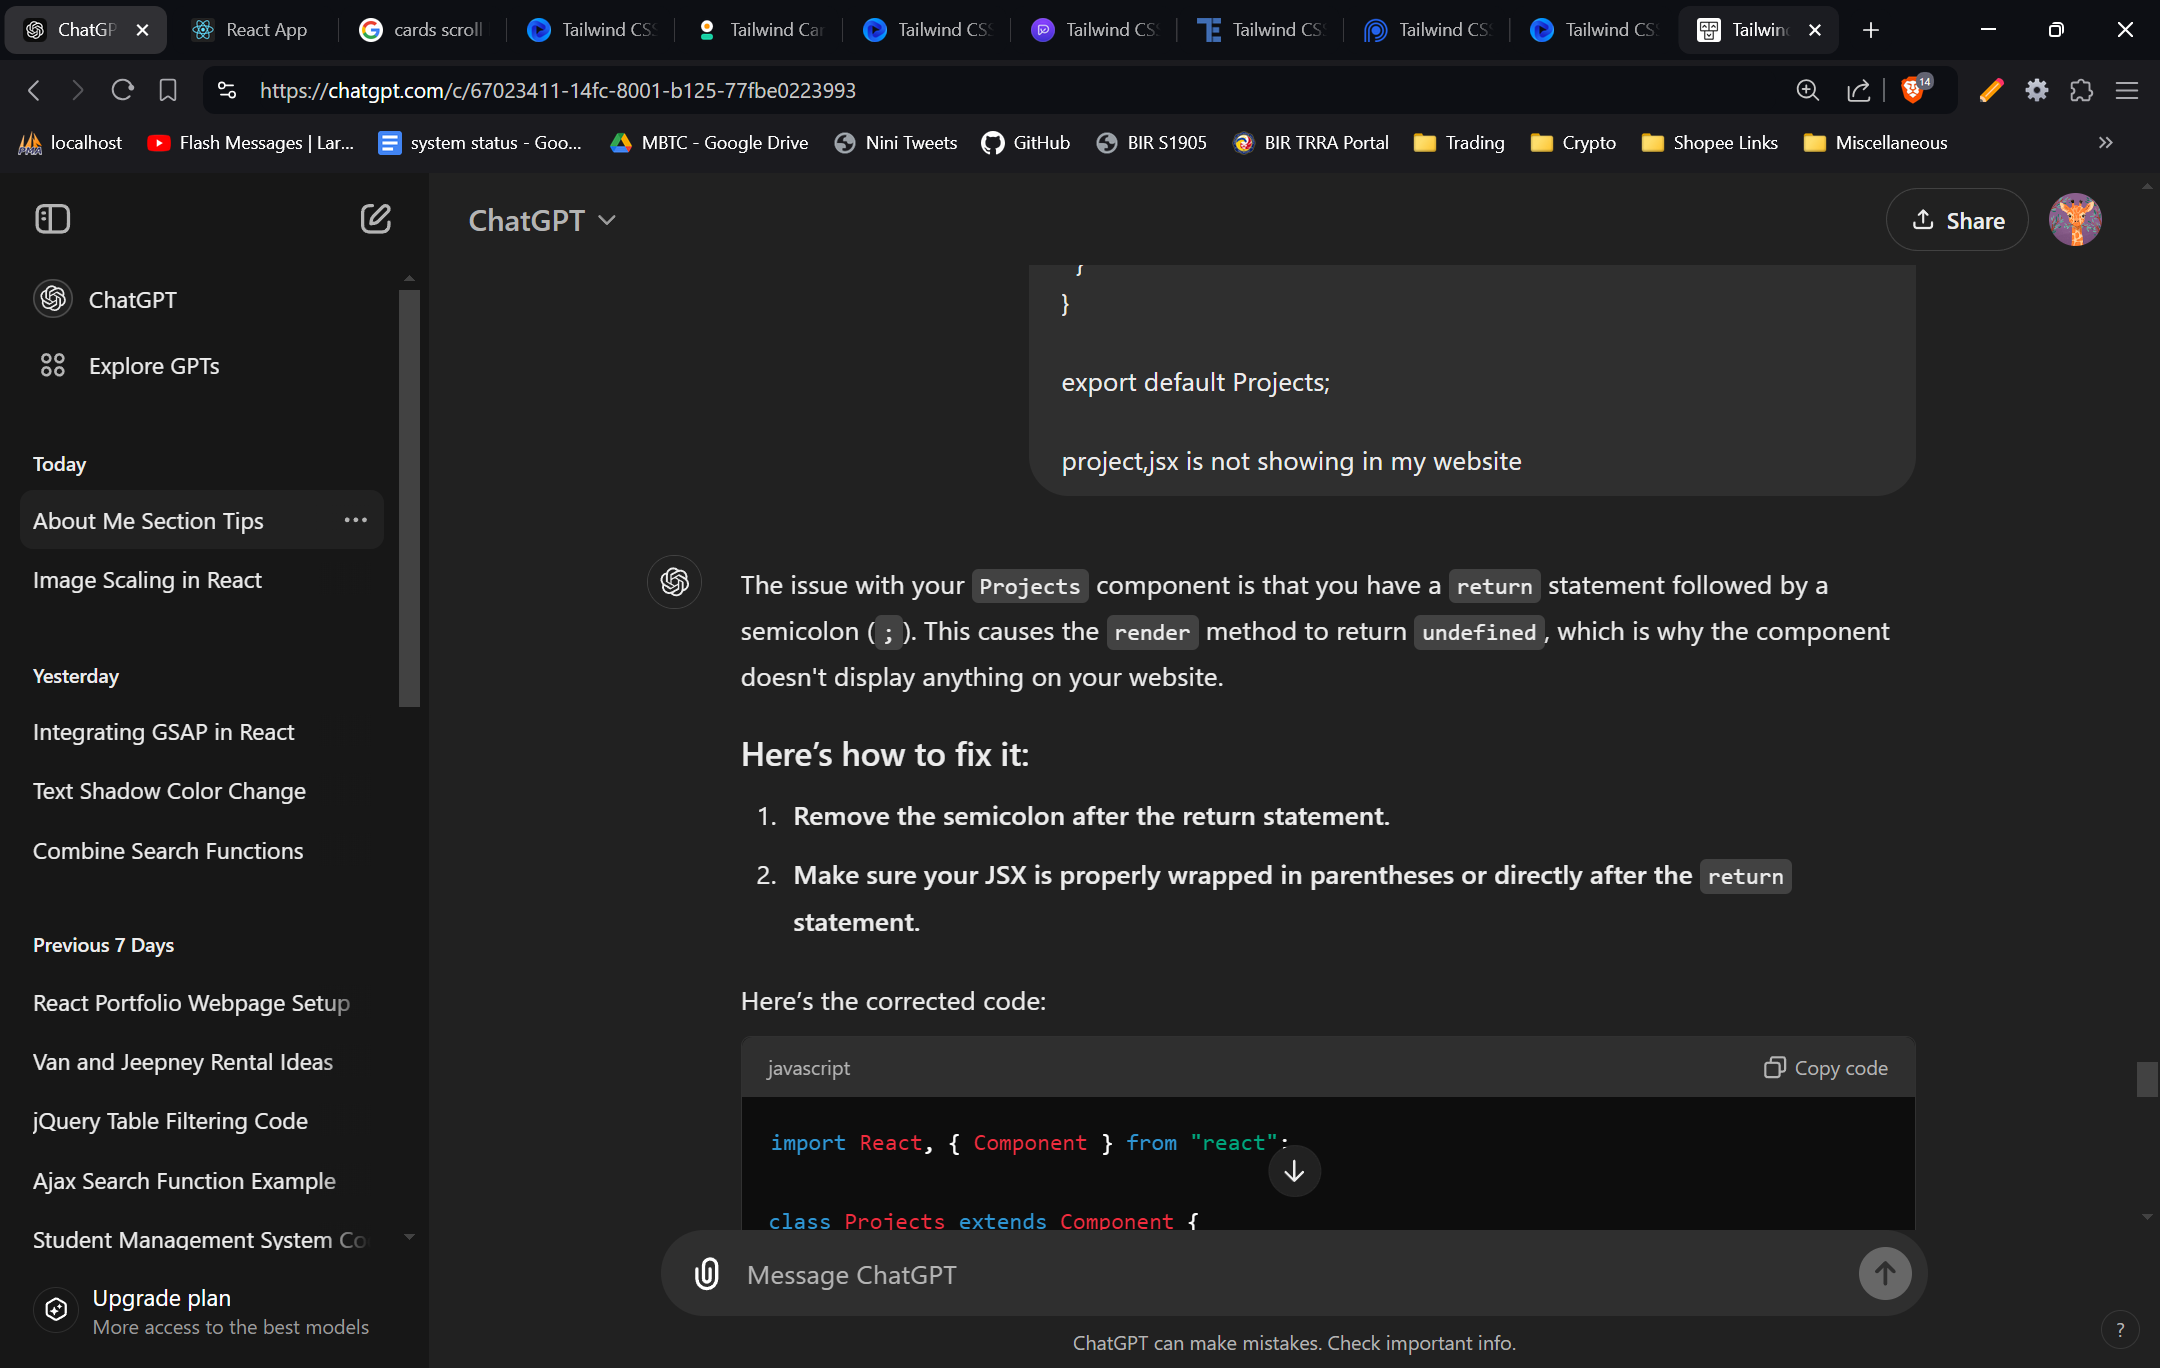 ChatGP
React App
cards scroll
Tailwind CSS
Tailwind Car
Tailwind CSS
Tailwind CSS
Tailwind CSS
Tailwind CSS
Tailwind CSS
Tailwind
https://chatgpt.com/c/67023411-14fc-8001-b125-77fbe0223993
14
localhost
Flash Messages | Lar...
system status - Goo...
MBTC - Google Drive
Nini Tweets
GitHub
BIR S1905
BIR TRRA Portal
Trading
Crypto
Shopee Links
Miscellaneous
ChatGPT
Share
ChatGPT
Explore GPTs
Today
About Me Section Tips
Image Scaling in React
Yesterday
Integrating GSAP in React
Text Shadow Color Change
Combine Search Functions
Previous 7 Days
React Portfolio Webpage Setup
Van and Jeepney Rental Ideas
jQuery Table Filtering Code
Ajax Search Function Example
Student Management System Co
Upgrade plan
More access to the best models
}
}
export default Projects;
project,jsx is not showing in my website
The issue with your Projects component is that you have a return statement followed by a
semicolon ( ; ). This causes the render method to return undefined, which is why the component
doesn't display anything on your website.
Here's how to fix it:
1. Remove the semicolon after the return statement.
2. Make sure your JSX is properly wrapped in parentheses or directly after the return
statement.
Here's the corrected code:
javascript
Copy code
import React, { Component } from "react";
class Projects extends Component {
Message ChatGPT
ChatGPT can make mistakes. Check important info.
?